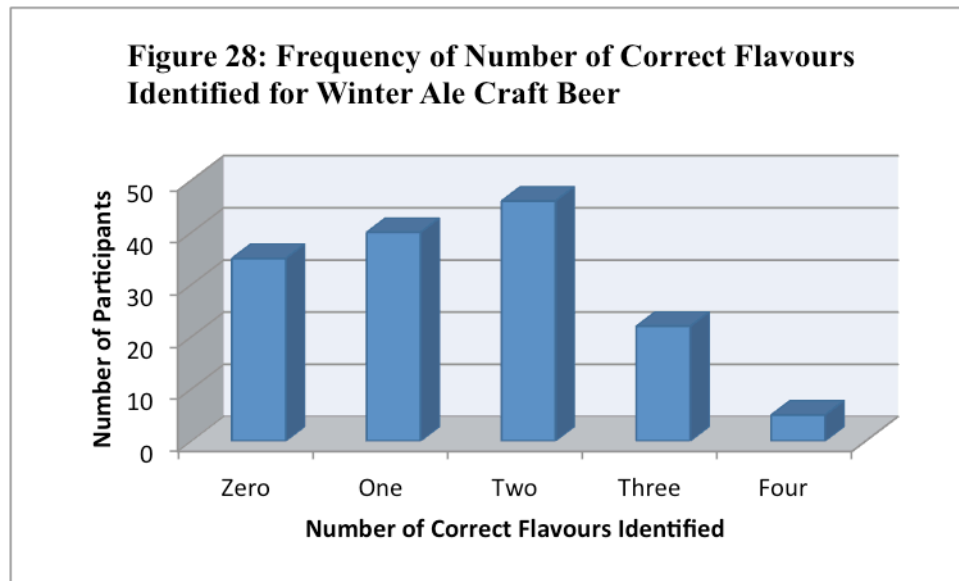 Figure 28: Frequency of Number of Correct Flavours
Identified for Winter Ale Craft Beer
Number of Participants
50
40
30
20
10
0
Zero One Two Three Four
Number of Correct Flavours Identified